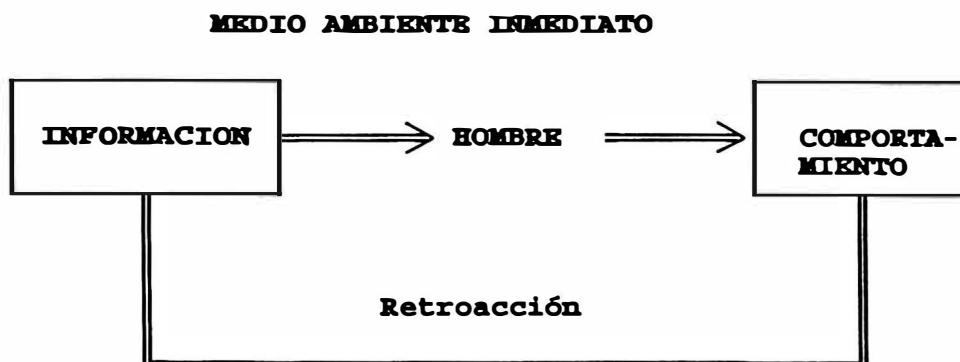 MEDIO AMBIENTE INMEDIATO
INFORMACION
HOMBRE
COMPORTA-
MIENTO
Retroacción